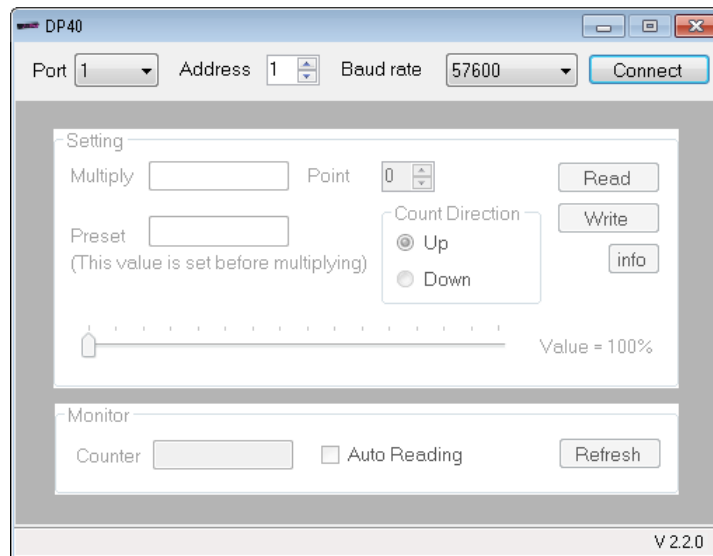 DP40
Port 1 Address 1 Baud rate 57600 Connect
Setting
Multiply Point 0 Read
Count Direction Write
Preset Up info
(This value is set before multiplying)
Down
Value = 100%
Monitor
Counter Auto Reading Refresh
V 2.2.0